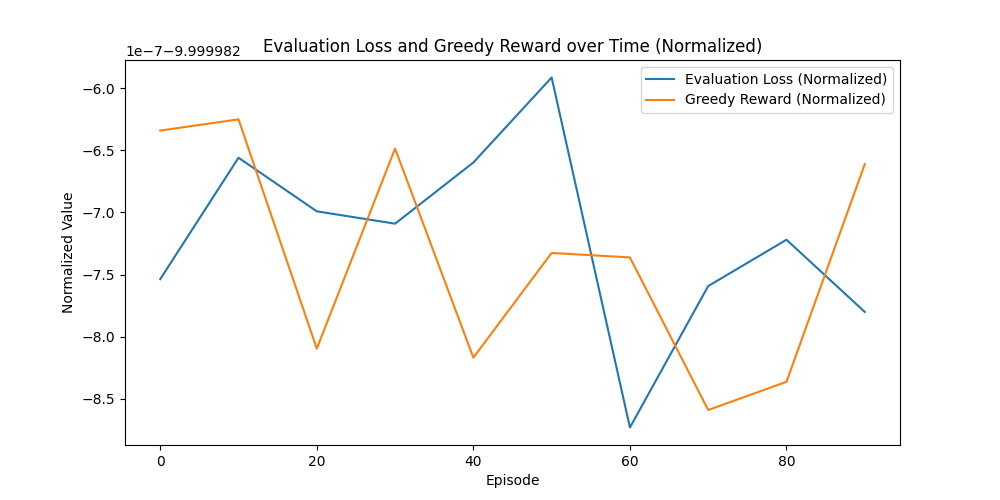 Evaluation Loss and Greedy Reward over Time (Normalized)
1e−7−9.999982
Evaluation Loss (Normalized)
Greedy Reward (Normalized)
Normalized Value
−6.0
−6.5
−7.0
−7.5
−8.0
−8.5
0 20 40 60 80
Episode